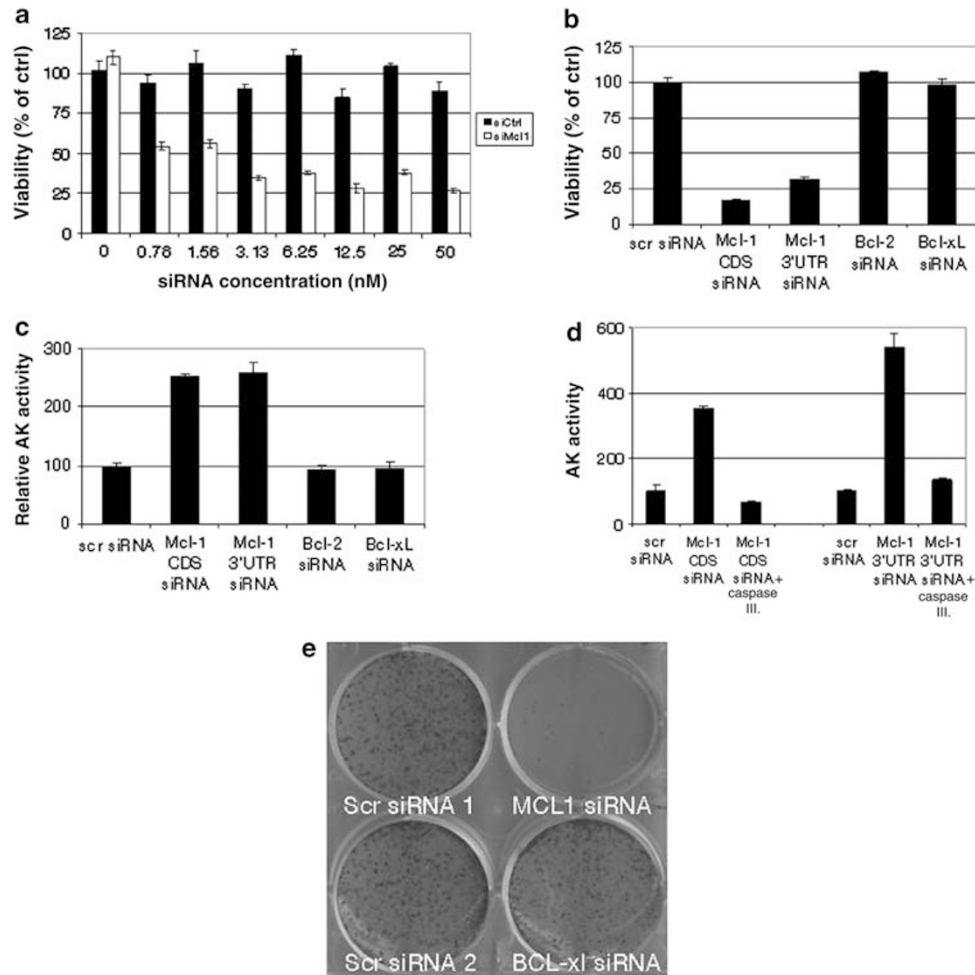 a
Viability (% of ctrl)
125
100
75
50
25
0
0 0.76 1.56 3.13 6.25 12.5 25 50
siRNA concentration (nM)
siCtrl
siMcl1
b
Viability (% of ctrl)
125
100
75
50
25
0
scr siRNA
Mcl-1 CDS siRNA
Mcl-1 3'UTR siRNA
Bcl-2 siRNA
Bcl-xL siRNA
c
Relative AK activity
300
200
100
0
scr siRNA
Mcl-1 CDS siRNA
Mcl-1 3'UTR siRNA
Bcl-2 siRNA
Bcl-xL siRNA
d
AK activity
600
400
200
0
scr siRNA
Mcl-1 CDS siRNA
Mcl-1 CDS siRNA+ caspase III.
scr siRNA
Mcl-1 3'UTR siRNA
Mcl-1 3'UTR siRNA+ caspase III.
e
Scr siRNA 1
MCL1 siRNA
Scr siRNA 2
BCL-xl siRNA